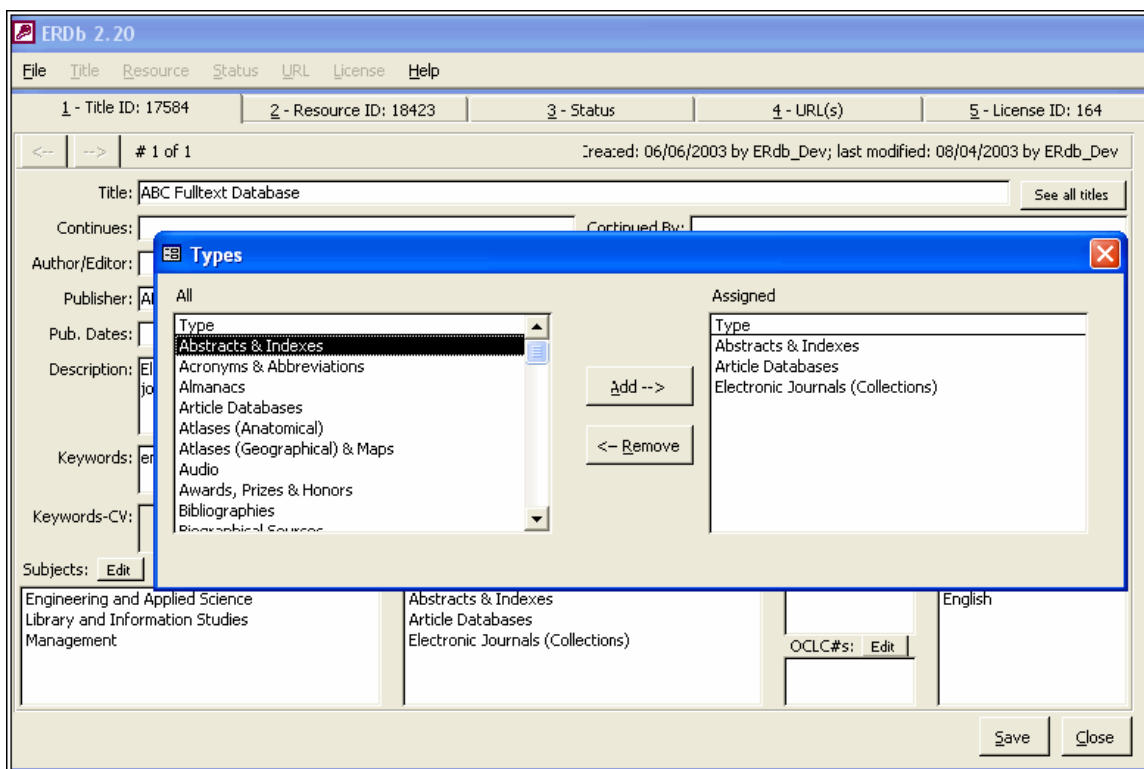 ERDb 2.20
File Title Resource Status URL License Help
1 - Title ID: 17584 2 - Resource ID: 18423 3 - Status 4 - URL(s) 5 - License ID: 164
<-- --> # 1 of 1 Created: 06/06/2003 by ERdb_Dev; last modified: 08/04/2003 by ERdb_Dev
Title: ABC Fulltext Database See all titles
Continues: Continued By:
Types
Author/Editor:
Publisher: A
All Assigned
Pub. Dates:
Type Type
Abstracts & Indexes Abstracts & Indexes
Acronyms & Abbreviations Article Databases
Description: El
Almanacs Add --> Electronic Journals (Collections)
jo
Article Databases
Atlases (Anatomical)
Atlases (Geographical) & Maps <-- Remove
Keywords: er
Audio
Awards, Prizes & Honors
Bibliographies
Keywords-CV:
Biographical Sources
Subjects: Edit
Engineering and Applied Science Abstracts & Indexes English
Library and Information Studies Article Databases
Management Electronic Journals (Collections) OCLC#s: Edit
Save Close